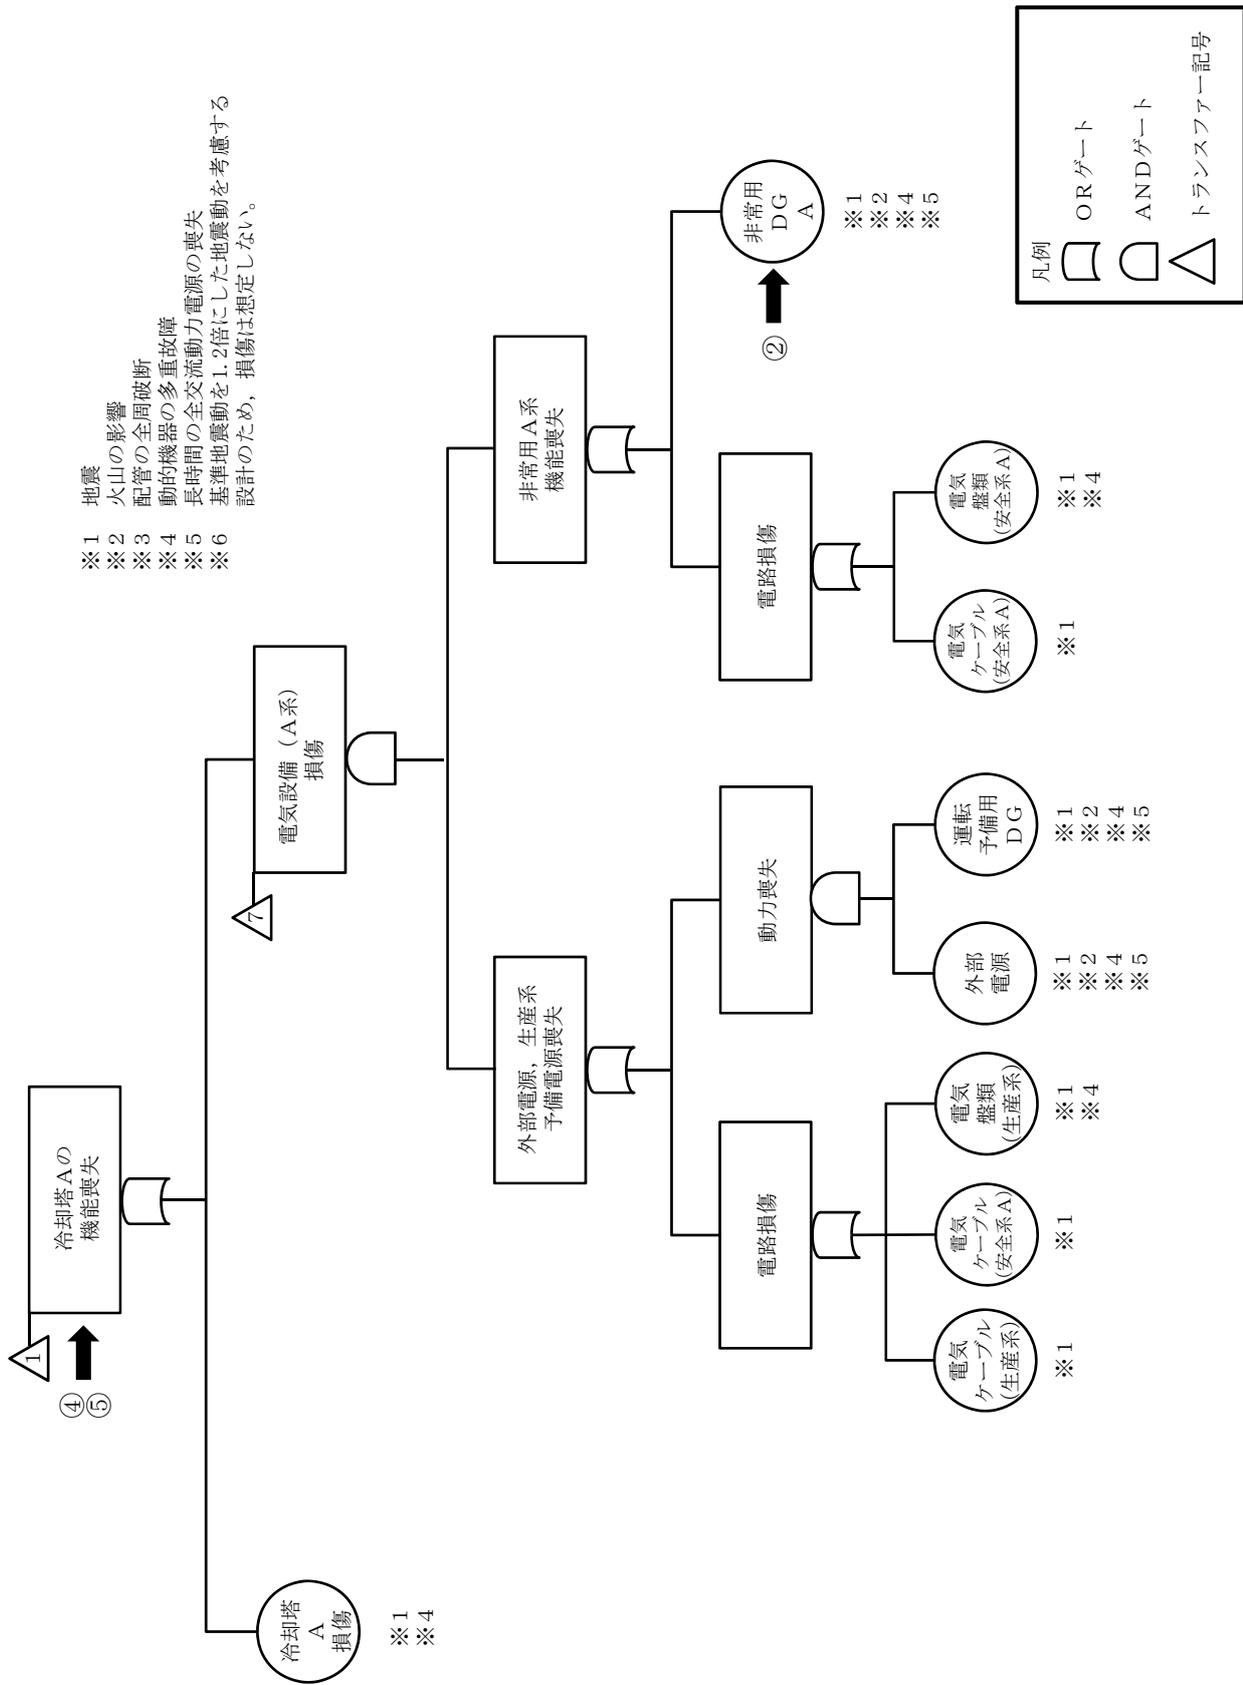 ※1 地震
※2 火山の影響
※3 配管の全周破断
※4 動的機器の多重故障
※5 長時間の全交流動力電源の喪失
※6 基準地震動を1.2倍にした地震動を考慮する
設計のため，損傷は想定しない。
1
④
⑤
冷却塔Aの
機能喪失
冷却塔
A
損傷
※1
※4
7
電気設備（A系）
損傷
外部電源，生産系
予備電源喪失
非常用A系
機能喪失
電路損傷
動力喪失
電路損傷
②
非常用
DG
A
※1
※2
※4
※5
電気
ケーブル
(生産系)
※1
電気
ケーブル
(安全系A)
※1
電気
盤類
(生産系)
※1
※4
外部
電源
※1
※2
※4
※5
運転
予備用
DG
※1
※2
※4
※5
電気
ケーブル
(安全系A)
※1
電気
盤類
(安全系A)
※1
※4
凡例
ORゲート
ANDゲート
トランスファー記号